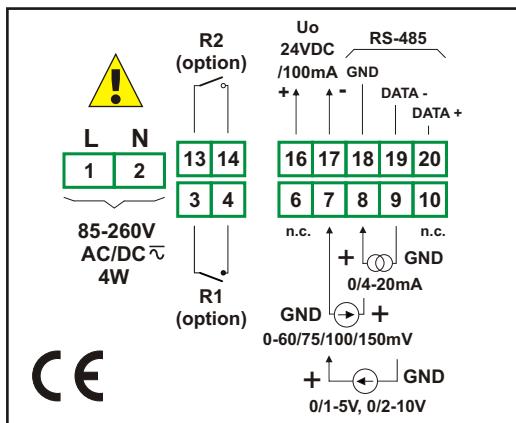 R2
(option)
Uo
24VDC
/100mA
+
-
RS-485
GND
DATA -
DATA +
L N
1 2
13 14
3 4
16 17 18 19 20
6 7 8 9 10
n.c.
n.c.
85-260V
AC/DC
4W
R1
(option)
+
GND
0/4-20mA
GND
+
0-60/75/100/150mV
+
GND
0/1-5V, 0/2-10V
CE